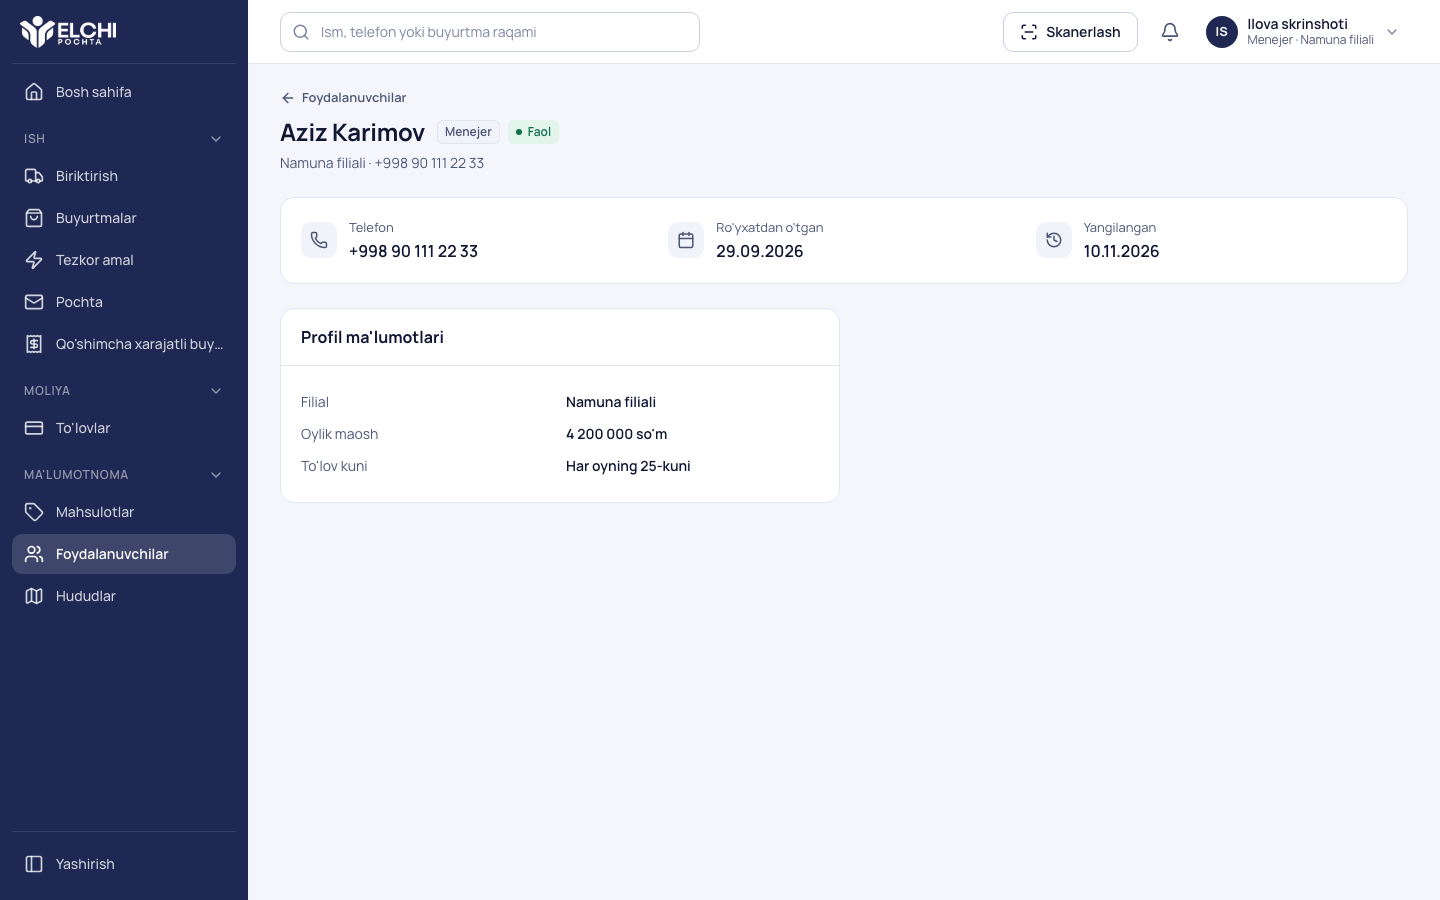 ELCHI
POCHTA
Ism, telefon yoki buyurtma raqami
Skanerlash
IS
Ilova skrinshoti
Menejer · Namuna filiali
Bosh sahifa
ISH
Biriktirish
Buyurtmalar
Tezkor amal
Pochta
Qo'shimcha xarajatli buy...
MOLIYA
To'lovlar
MA'LUMOTNOMA
Mahsulotlar
Foydalanuvchilar
Hududlar
Yashirish
Foydalanuvchilar
Aziz Karimov
Menejer
Faol
Namuna filiali · +998 90 111 22 33
Telefon
+998 90 111 22 33
Ro'yxatdan o'tgan
29.09.2026
Yangilangan
10.11.2026
Profil ma'lumotlari
Filial
Namuna filiali
Oylik maosh
4 200 000 so'm
To'lov kuni
Har oyning 25-kuni